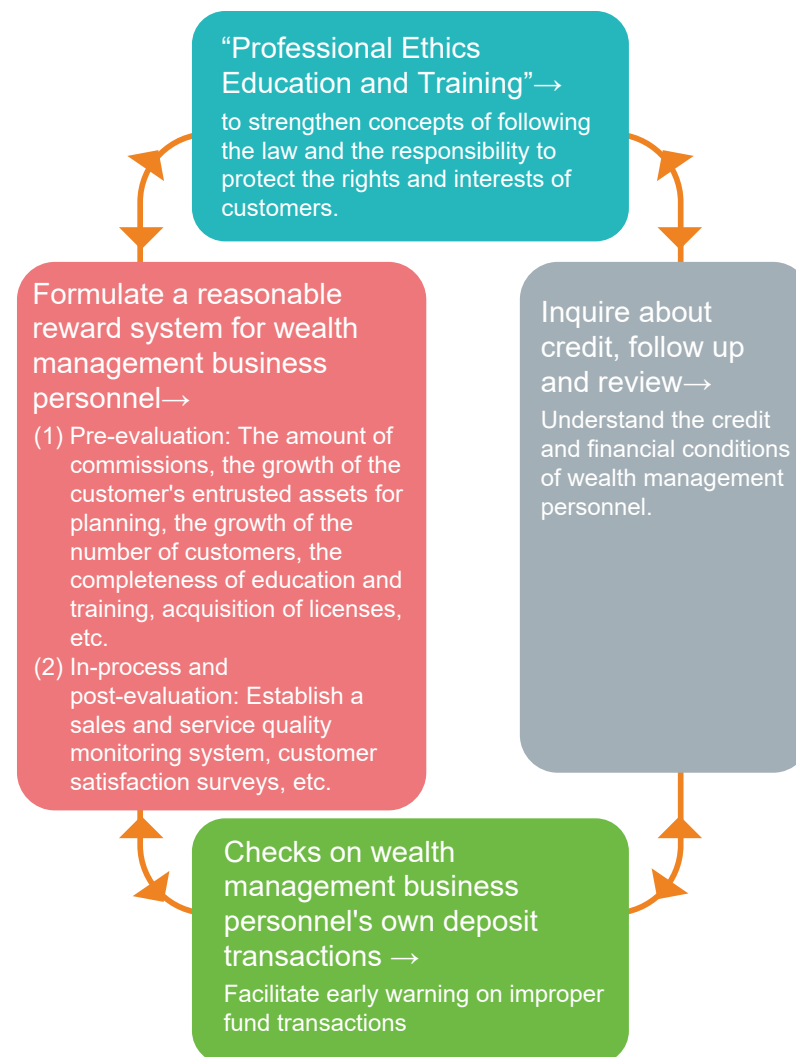 “Professional Ethics
Education and Training”→
to strengthen concepts of following
the law and the responsibility to
protect the rights and interests of
customers.
Formulate a reasonable
reward system for wealth
management business
personnel→
(1) Pre-evaluation: The amount of
commissions, the growth of the
customer's entrusted assets for
planning, the growth of the
number of customers, the
completeness of education and
training, acquisition of licenses,
etc.
(2) In-process and
post-evaluation: Establish a
sales and service quality
monitoring system, customer
satisfaction surveys, etc.
Inquire about
credit, follow up
and review→
Understand the credit
and financial conditions
of wealth management
personnel.
Checks on wealth
management business
personnel's own deposit
transactions →
Facilitate early warning on improper
fund transactions